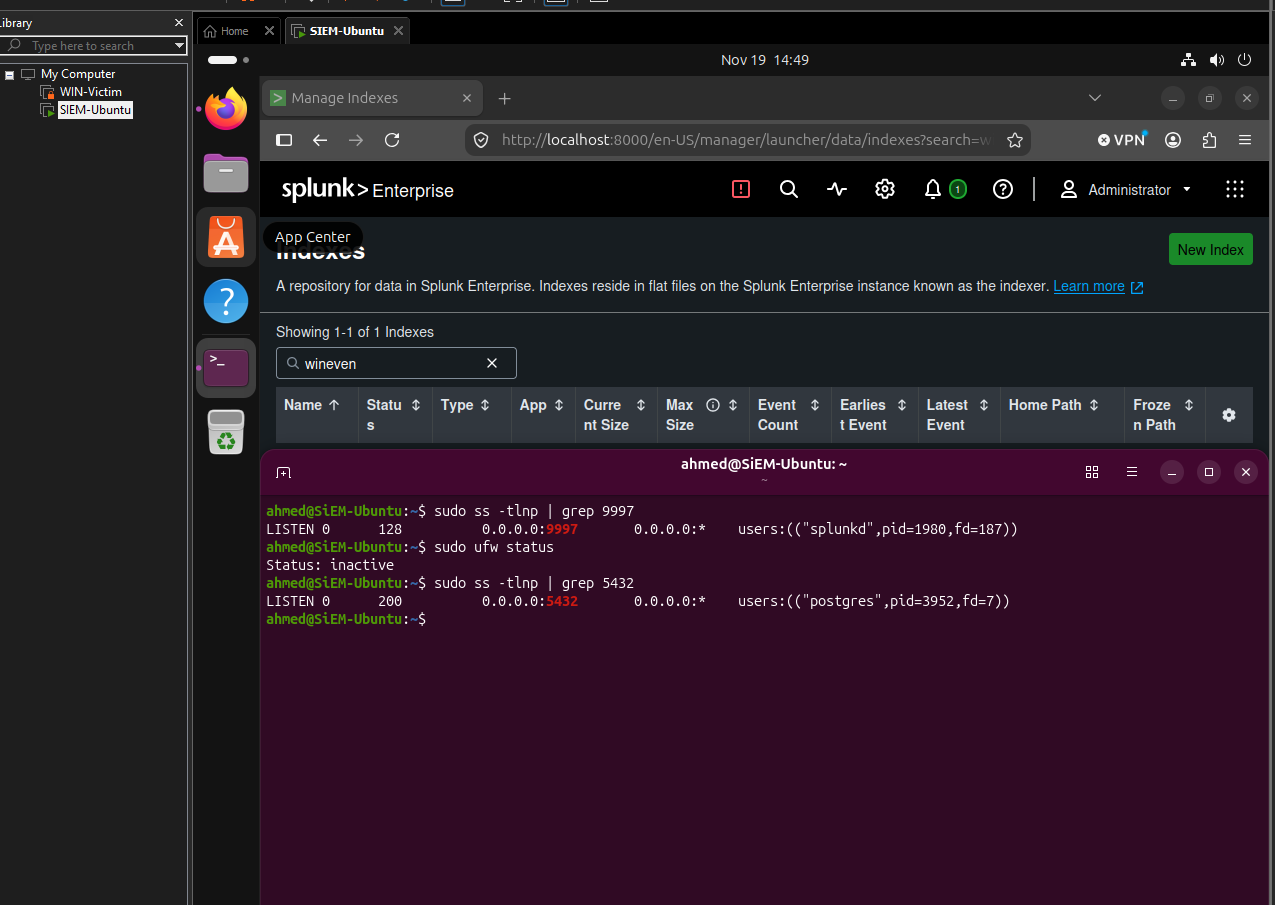 Library
Type here to search
My Computer
WIN-Victim
SIEM-Ubuntu
Home
SIEM-Ubuntu
Nov 19 14:49
Manage Indexes
http://localhost:8000/en-US/manager/launcher/data/indexes?search=w
VPN
splunk> Enterprise
1
Administrator
App Center
Indexes
New Index
A repository for data in Splunk Enterprise. Indexes reside in flat files on the Splunk Enterprise instance known as the indexer. Learn more
Showing 1-1 of 1 Indexes
wineven
Name
Status
Type
App
Current Size
Max Size
Event Count
Earliest Event
Latest Event
Home Path
Frozen Path
ahmed@SiEM-Ubuntu: ~
~
ahmed@SiEM-Ubuntu:~$ sudo ss -tlnp | grep 9997
LISTEN 0 128 0.0.0.0:9997 0.0.0.0:* users:(("splunkd",pid=1980,fd=187))
ahmed@SiEM-Ubuntu:~$ sudo ufw status
Status: inactive
ahmed@SiEM-Ubuntu:~$ sudo ss -tlnp | grep 5432
LISTEN 0 200 0.0.0.0:5432 0.0.0.0:* users:(("postgres",pid=3952,fd=7))
ahmed@SiEM-Ubuntu:~$